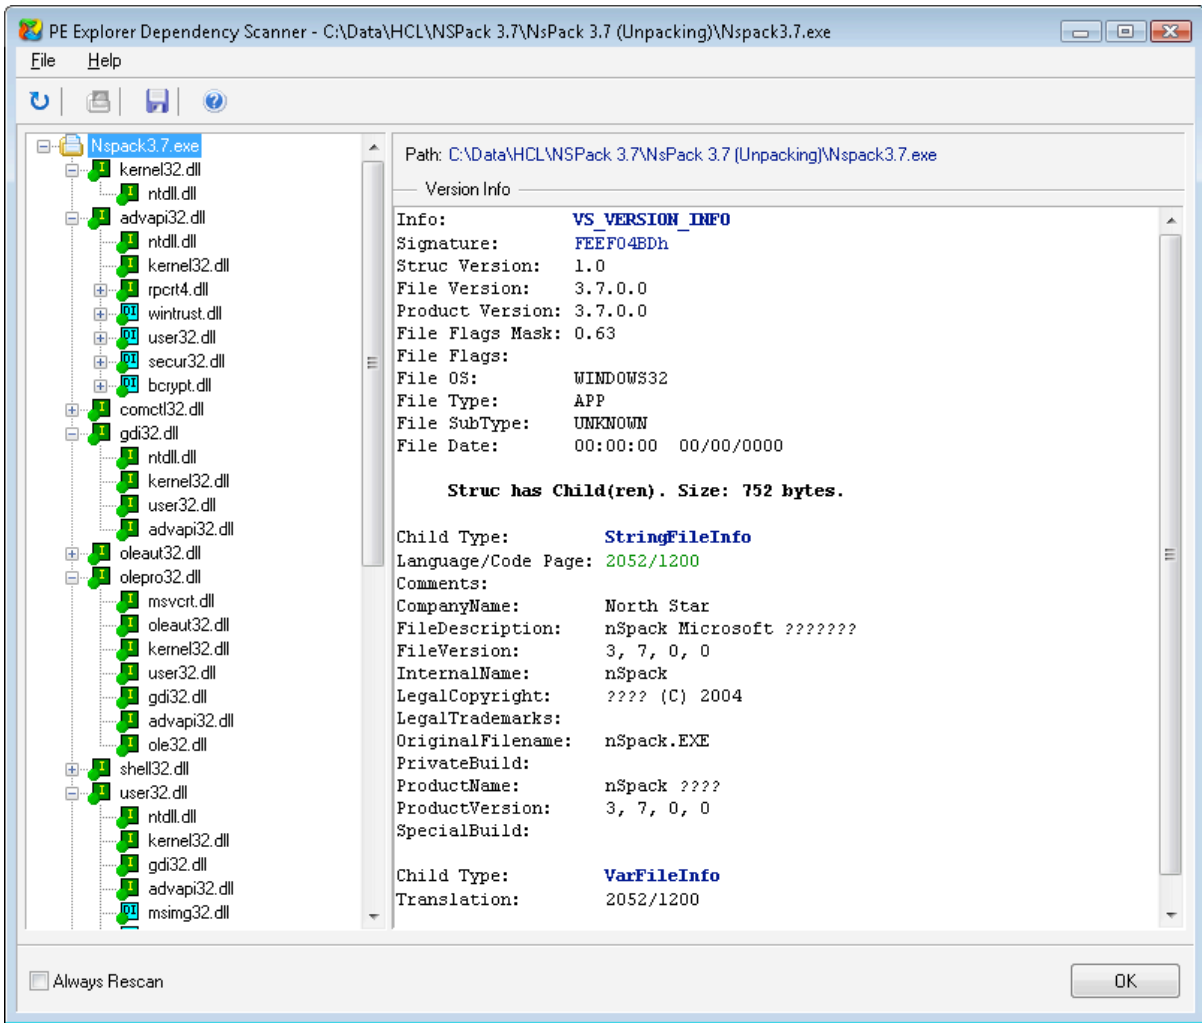 PE Explorer Dependency Scanner - C:\Data\HCL\NSPack 3.7\NsPack 3.7 (Unpacking)\Nspack3.7.exe
File Help
Nspack3.7.exe
kernel32.dll
ntdll.dll
advapi32.dll
ntdll.dll
kernel32.dll
rpcrt4.dll
wintrust.dll
user32.dll
secur32.dll
bcrypt.dll
comctl32.dll
gdi32.dll
ntdll.dll
kernel32.dll
user32.dll
advapi32.dll
oleaut32.dll
olepro32.dll
msvcrt.dll
oleaut32.dll
kernel32.dll
user32.dll
gdi32.dll
advapi32.dll
ole32.dll
shell32.dll
user32.dll
ntdll.dll
kernel32.dll
gdi32.dll
advapi32.dll
msimg32.dll
Path: C:\Data\HCL\NSPack 3.7\NsPack 3.7 (Unpacking)\Nspack3.7.exe
Version Info
Info: VS_VERSION_INFO
Signature: FEEF04BDh
Struc Version: 1.0
File Version: 3.7.0.0
Product Version: 3.7.0.0
File Flags Mask: 0.63
File Flags:
File OS: WINDOWS32
File Type: APP
File SubType: UNKNOWN
File Date: 00:00:00 00/00/0000
Struc has Child(ren). Size: 752 bytes.
Child Type: StringFileInfo
Language/Code Page: 2052/1200
Comments:
CompanyName: North Star
FileDescription: nSpack Microsoft ???????
FileVersion: 3, 7, 0, 0
InternalName: nSpack
LegalCopyright: ???? (C) 2004
LegalTrademarks:
OriginalFilename: nSpack.EXE
PrivateBuild:
ProductName: nSpack ????
ProductVersion: 3, 7, 0, 0
SpecialBuild:
Child Type: VarFileInfo
Translation: 2052/1200
Always Rescan
OK